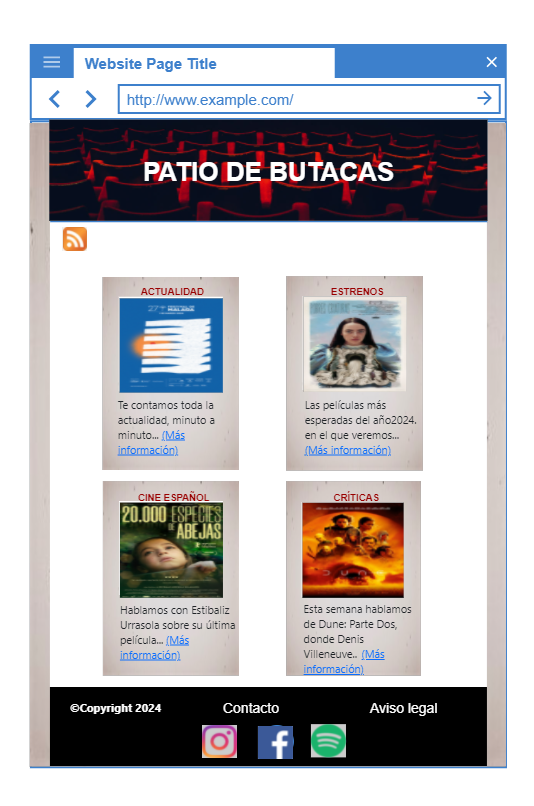 Website Page Title
http://www.example.com/
PATIO DE BUTACAS
ACTUALIDAD
27
MALAGA
Te contamos toda la
actualidad, minuto a
minuto... (Más
información)
ESTRENOS
Las películas más
esperadas del año2024.
en el que veremos...
(Más información)
CINE ESPAÑOL
20.000 ESPECIES
DE ABEJAS
Hablamos con Estibaliz
Urrasola sobre su última
película... (Más
información)
CRÍTICAS
Esta semana hablamos
de Dune: Parte Dos,
donde Denis
Villeneuve.. (Más
información)
©Copyright 2024
Contacto
Aviso legal